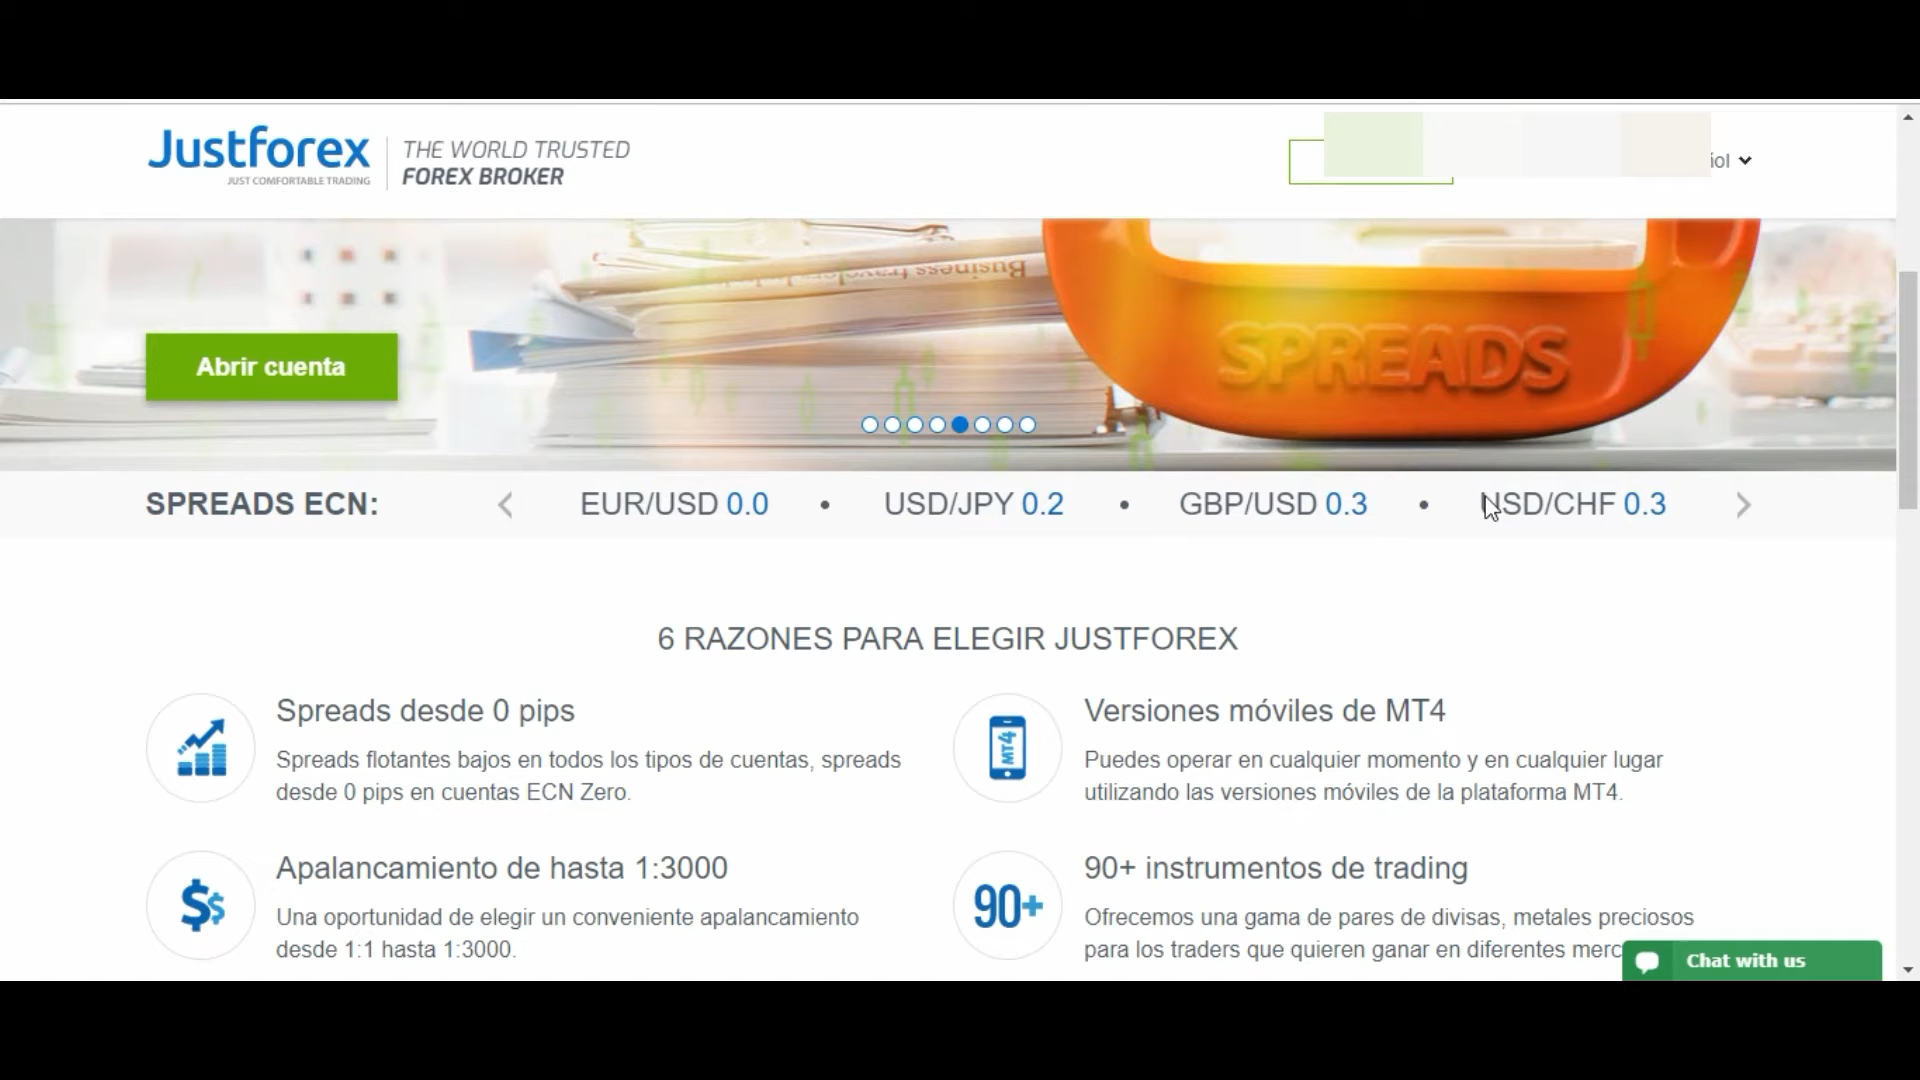 Justforex
JUST COMFORTABLE TRADING
THE WORLD TRUSTED
FOREX BROKER
ñol
Business travelers
SPREADS
Abrir cuenta
SPREADS ECN:
EUR/USD 0.0 • USD/JPY 0.2 • GBP/USD 0.3 • USD/CHF 0.3
6 RAZONES PARA ELEGIR JUSTFOREX
Spreads desde 0 pips
Spreads flotantes bajos en todos los tipos de cuentas, spreads
desde 0 pips en cuentas ECN Zero.
MT4
Versiones móviles de MT4
Puedes operar en cualquier momento y en cualquier lugar
utilizando las versiones móviles de la plataforma MT4.
$$
Apalancamiento de hasta 1:3000
Una oportunidad de elegir un conveniente apalancamiento
desde 1:1 hasta 1:3000.
90+
90+ instrumentos de trading
Ofrecemos una gama de pares de divisas, metales preciosos
para los traders que quieren ganar en diferentes merc
Chat with us